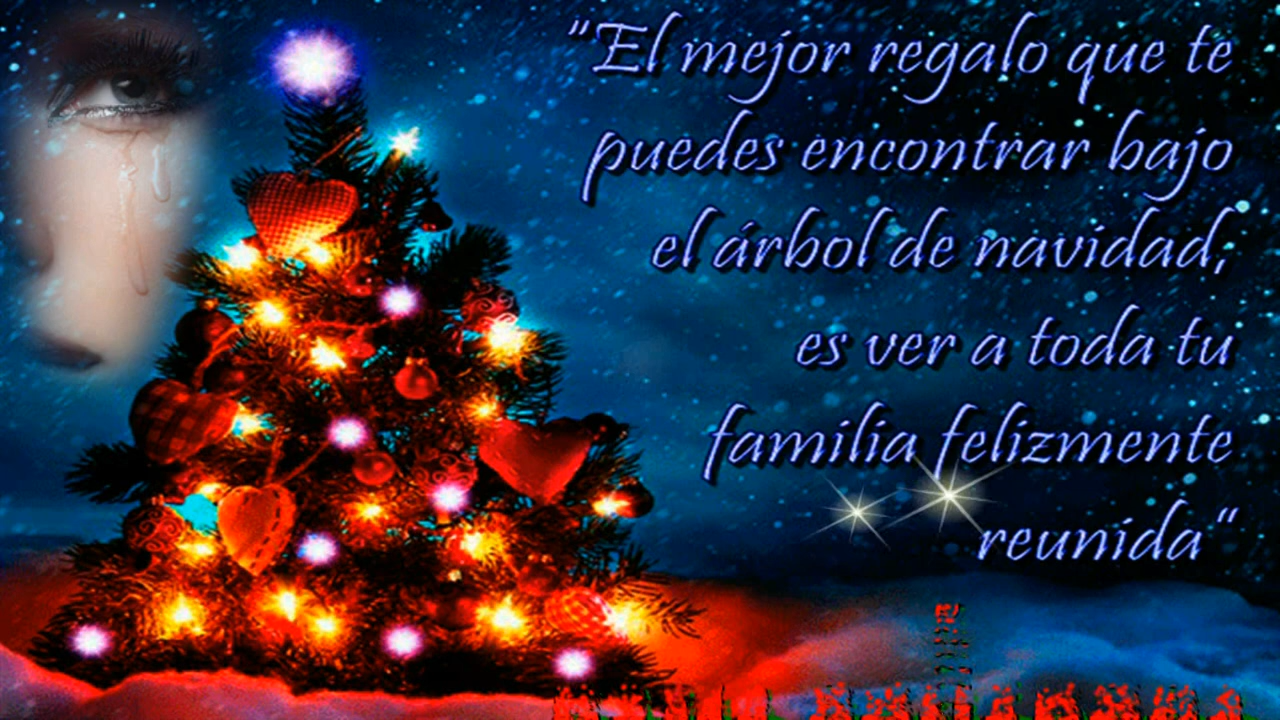 “El mejor regalo que te
puedes encontrar bajo
el árbol de navidad,
es ver a toda tu
familia felizmente
reunida“